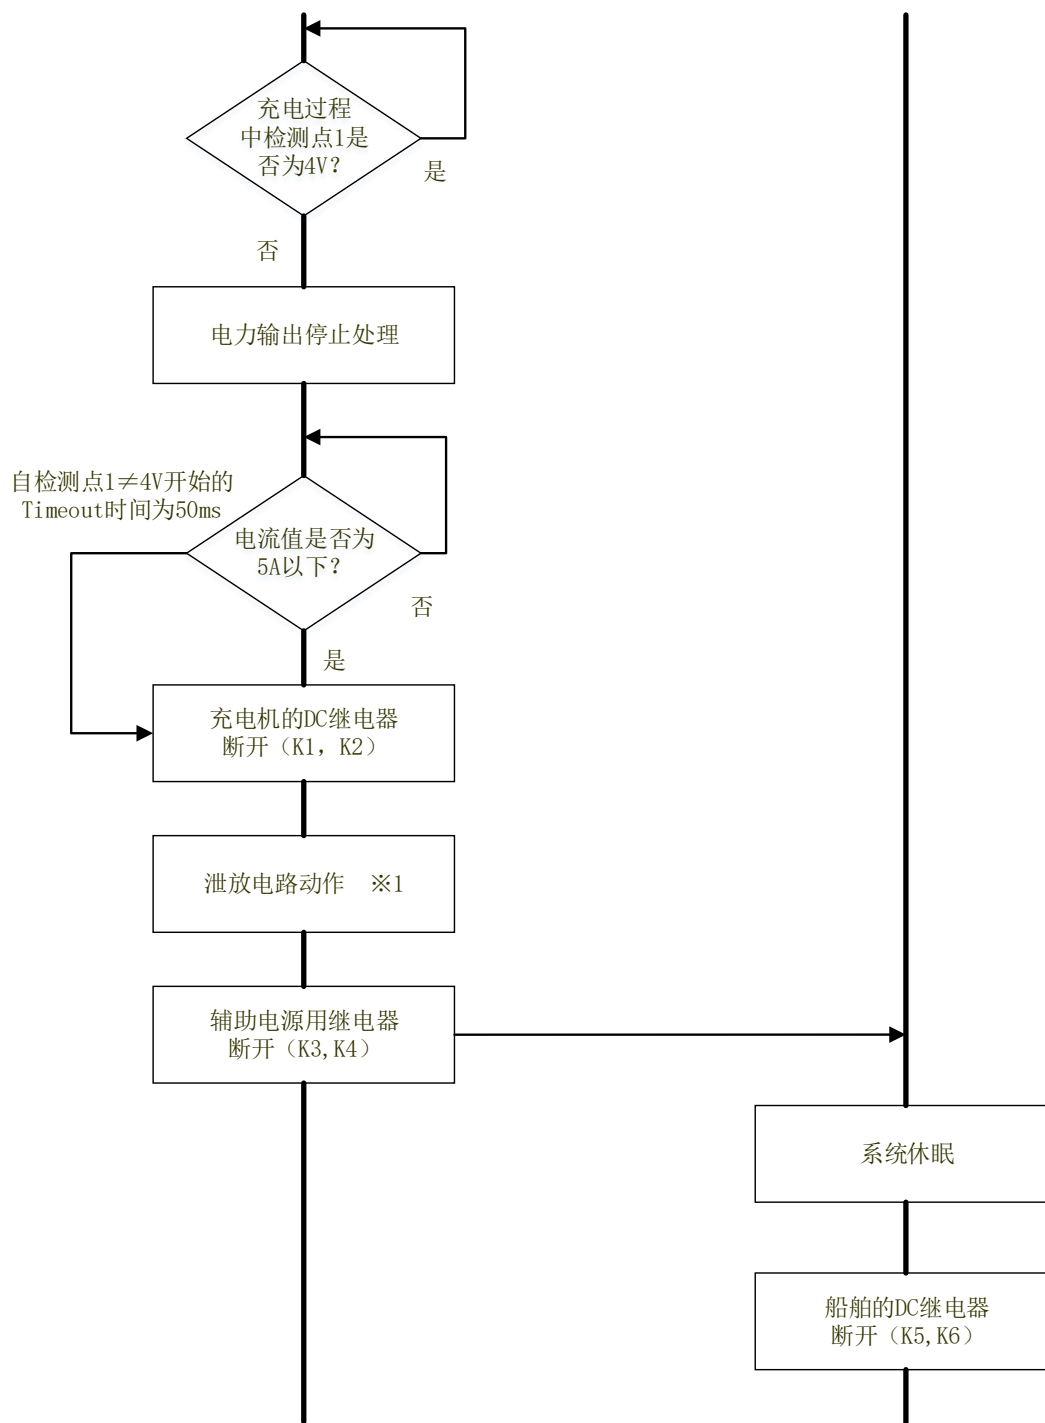 充电过程
中检测点1是
否为4V?
是
否
电力输出停止处理
自检测点1≠4V开始的
Timeout时间为50ms
电流值是否为
5A以下?
否
是
充电机的DC继电器
断开（K1，K2）
泄放电路动作 ※1
辅助电源用继电器
断开（K3,K4）
系统休眠
船舶的DC继电器
断开（K5,K6）